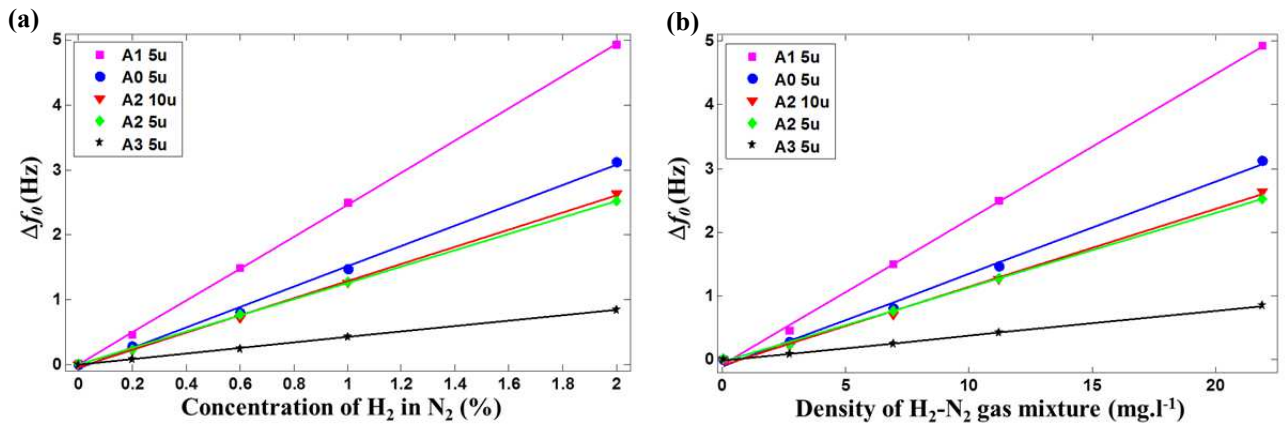 (a)
5
4
3
2
1
0
Δf₀ (Hz)
A1 5u
A0 5u
A2 10u
A2 5u
A3 5u
0 0.2 0.4 0.6 0.8 1 1.2 1.4 1.6 1.8 2
Concentration of H₂ in N₂ (%)
(b)
5
4
3
2
1
0
Δf₀ (Hz)
A1 5u
A0 5u
A2 10u
A2 5u
A3 5u
0 5 10 15 20
Density of H₂-N₂ gas mixture (mg.l⁻¹)